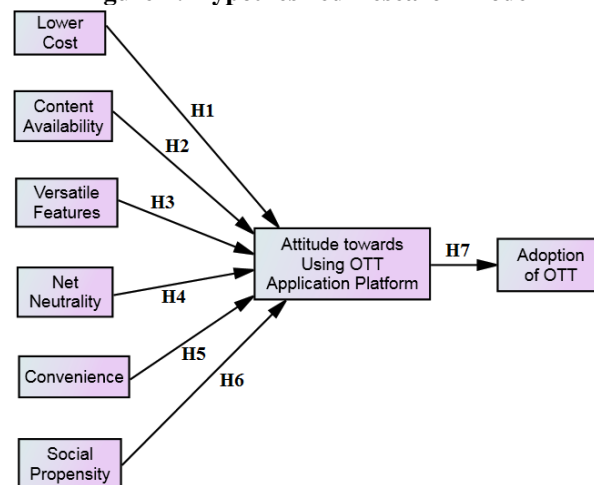 Lower
Cost
H1
Content
Availability
H2
Versatile
Features
H3
Attitude towards
Using OTT
Application Platform
H7
Adoption
of OTT
Net
Neutrality
H4
Convenience
H5
H6
Social
Propensity